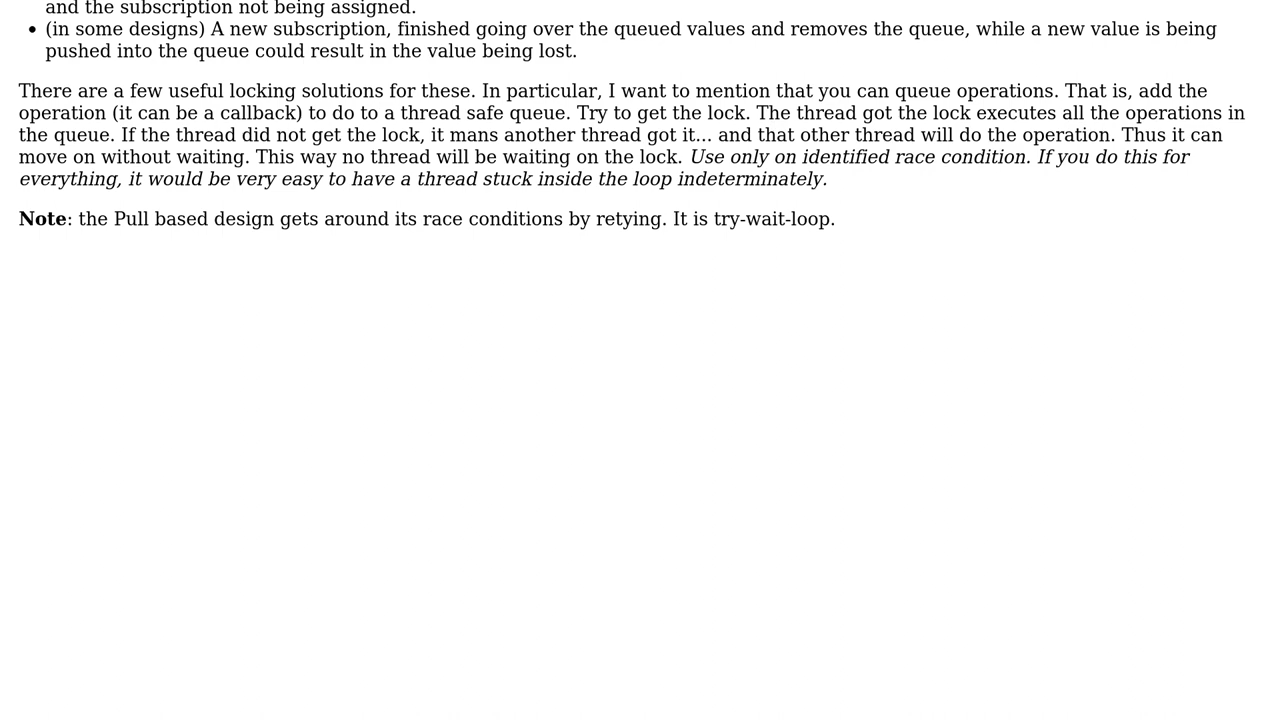 and the subscription not being assigned.
• (in some designs) A new subscription, finished going over the queued values and removes the queue, while a new value is being
pushed into the queue could result in the value being lost.
There are a few useful locking solutions for these. In particular, I want to mention that you can queue operations. That is, add the
operation (it can be a callback) to do to a thread safe queue. Try to get the lock. The thread got the lock executes all the operations in
the queue. If the thread did not get the lock, it mans another thread got it... and that other thread will do the operation. Thus it can
move on without waiting. This way no thread will be waiting on the lock. Use only on identified race condition. If you do this for
everything, it would be very easy to have a thread stuck inside the loop indeterminately.
Note: the Pull based design gets around its race conditions by retying. It is try-wait-loop.